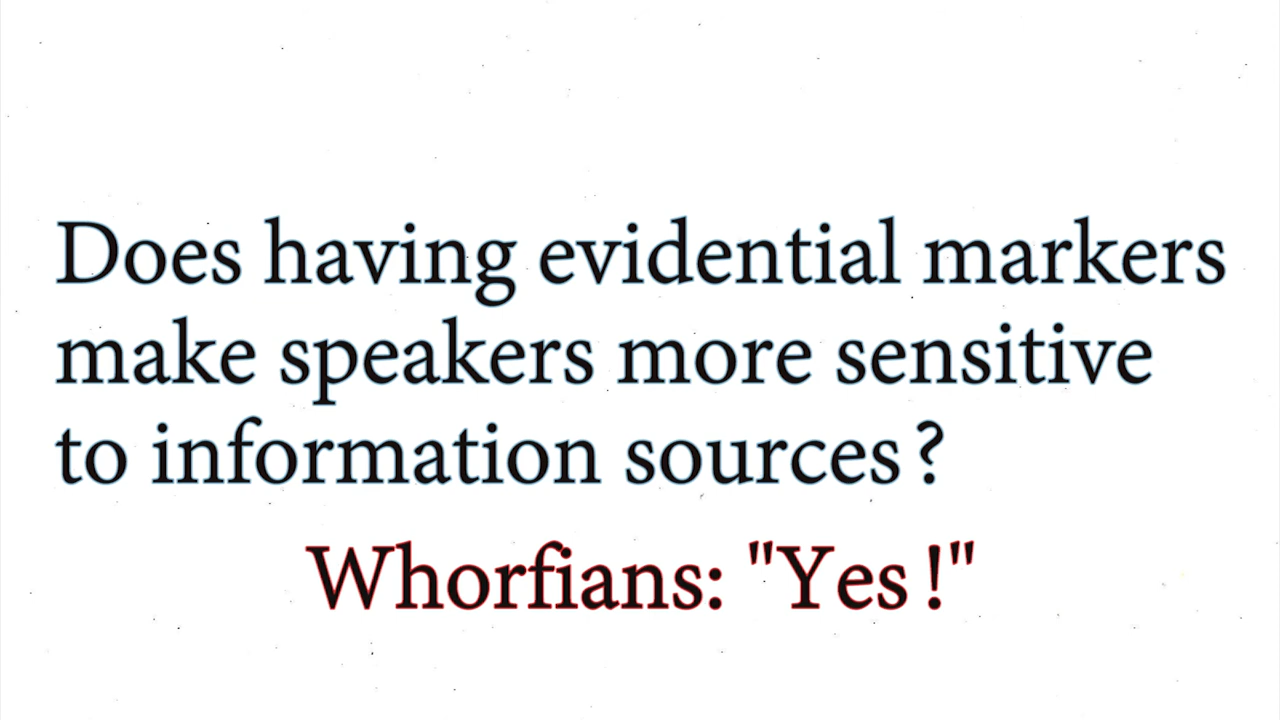 Does having evidential markers
make speakers more sensitive
to information sources ?
Whorfians: "Yes !"